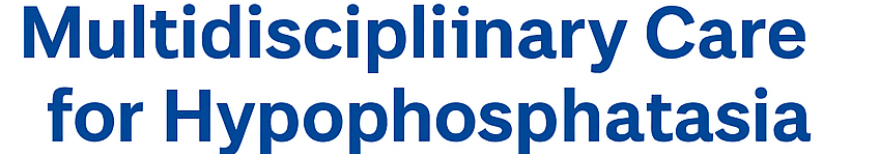 Multidiscipliinary Care
for Hypophosphatasia